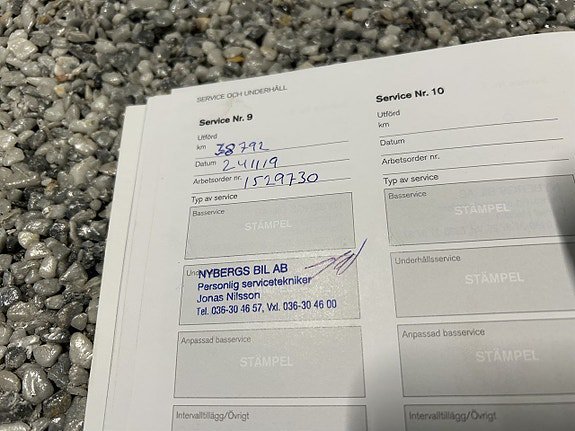 SERVICE OCH UNDERHÅLL
Service Nr. 9
Utförd
km 38792
Datum 241119
Arbetsorder nr. 1529730
Typ av service
Basservice
STÄMPEL
NYBERGS BIL AB
Personlig servicetekniker
Jonas Nilsson
Tel. 036-30 46 57, Vxl. 036-30 46 00
Anpassad basservice
STÄMPEL
Intervalltillägg/Övrigt
Service Nr. 10
Utförd
km
Datum
Arbetsorder nr.
Typ av service
Basservice
STÄMPEL
Underhållsservice
STÄMPEL
Anpassad basservice
STÄMPEL
Intervalltillägg/Övrigt